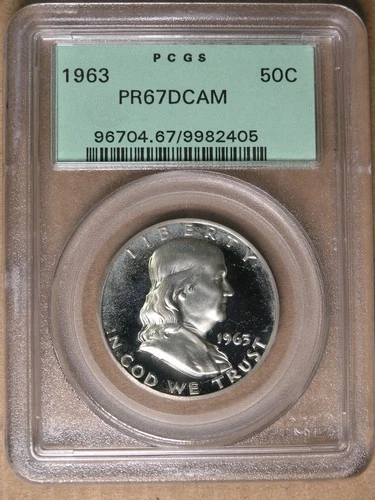 PCGS
1963 50C
PR67DCAM
96704.67/9982405
LIBERTY
1963
IN GOD WE TRUST